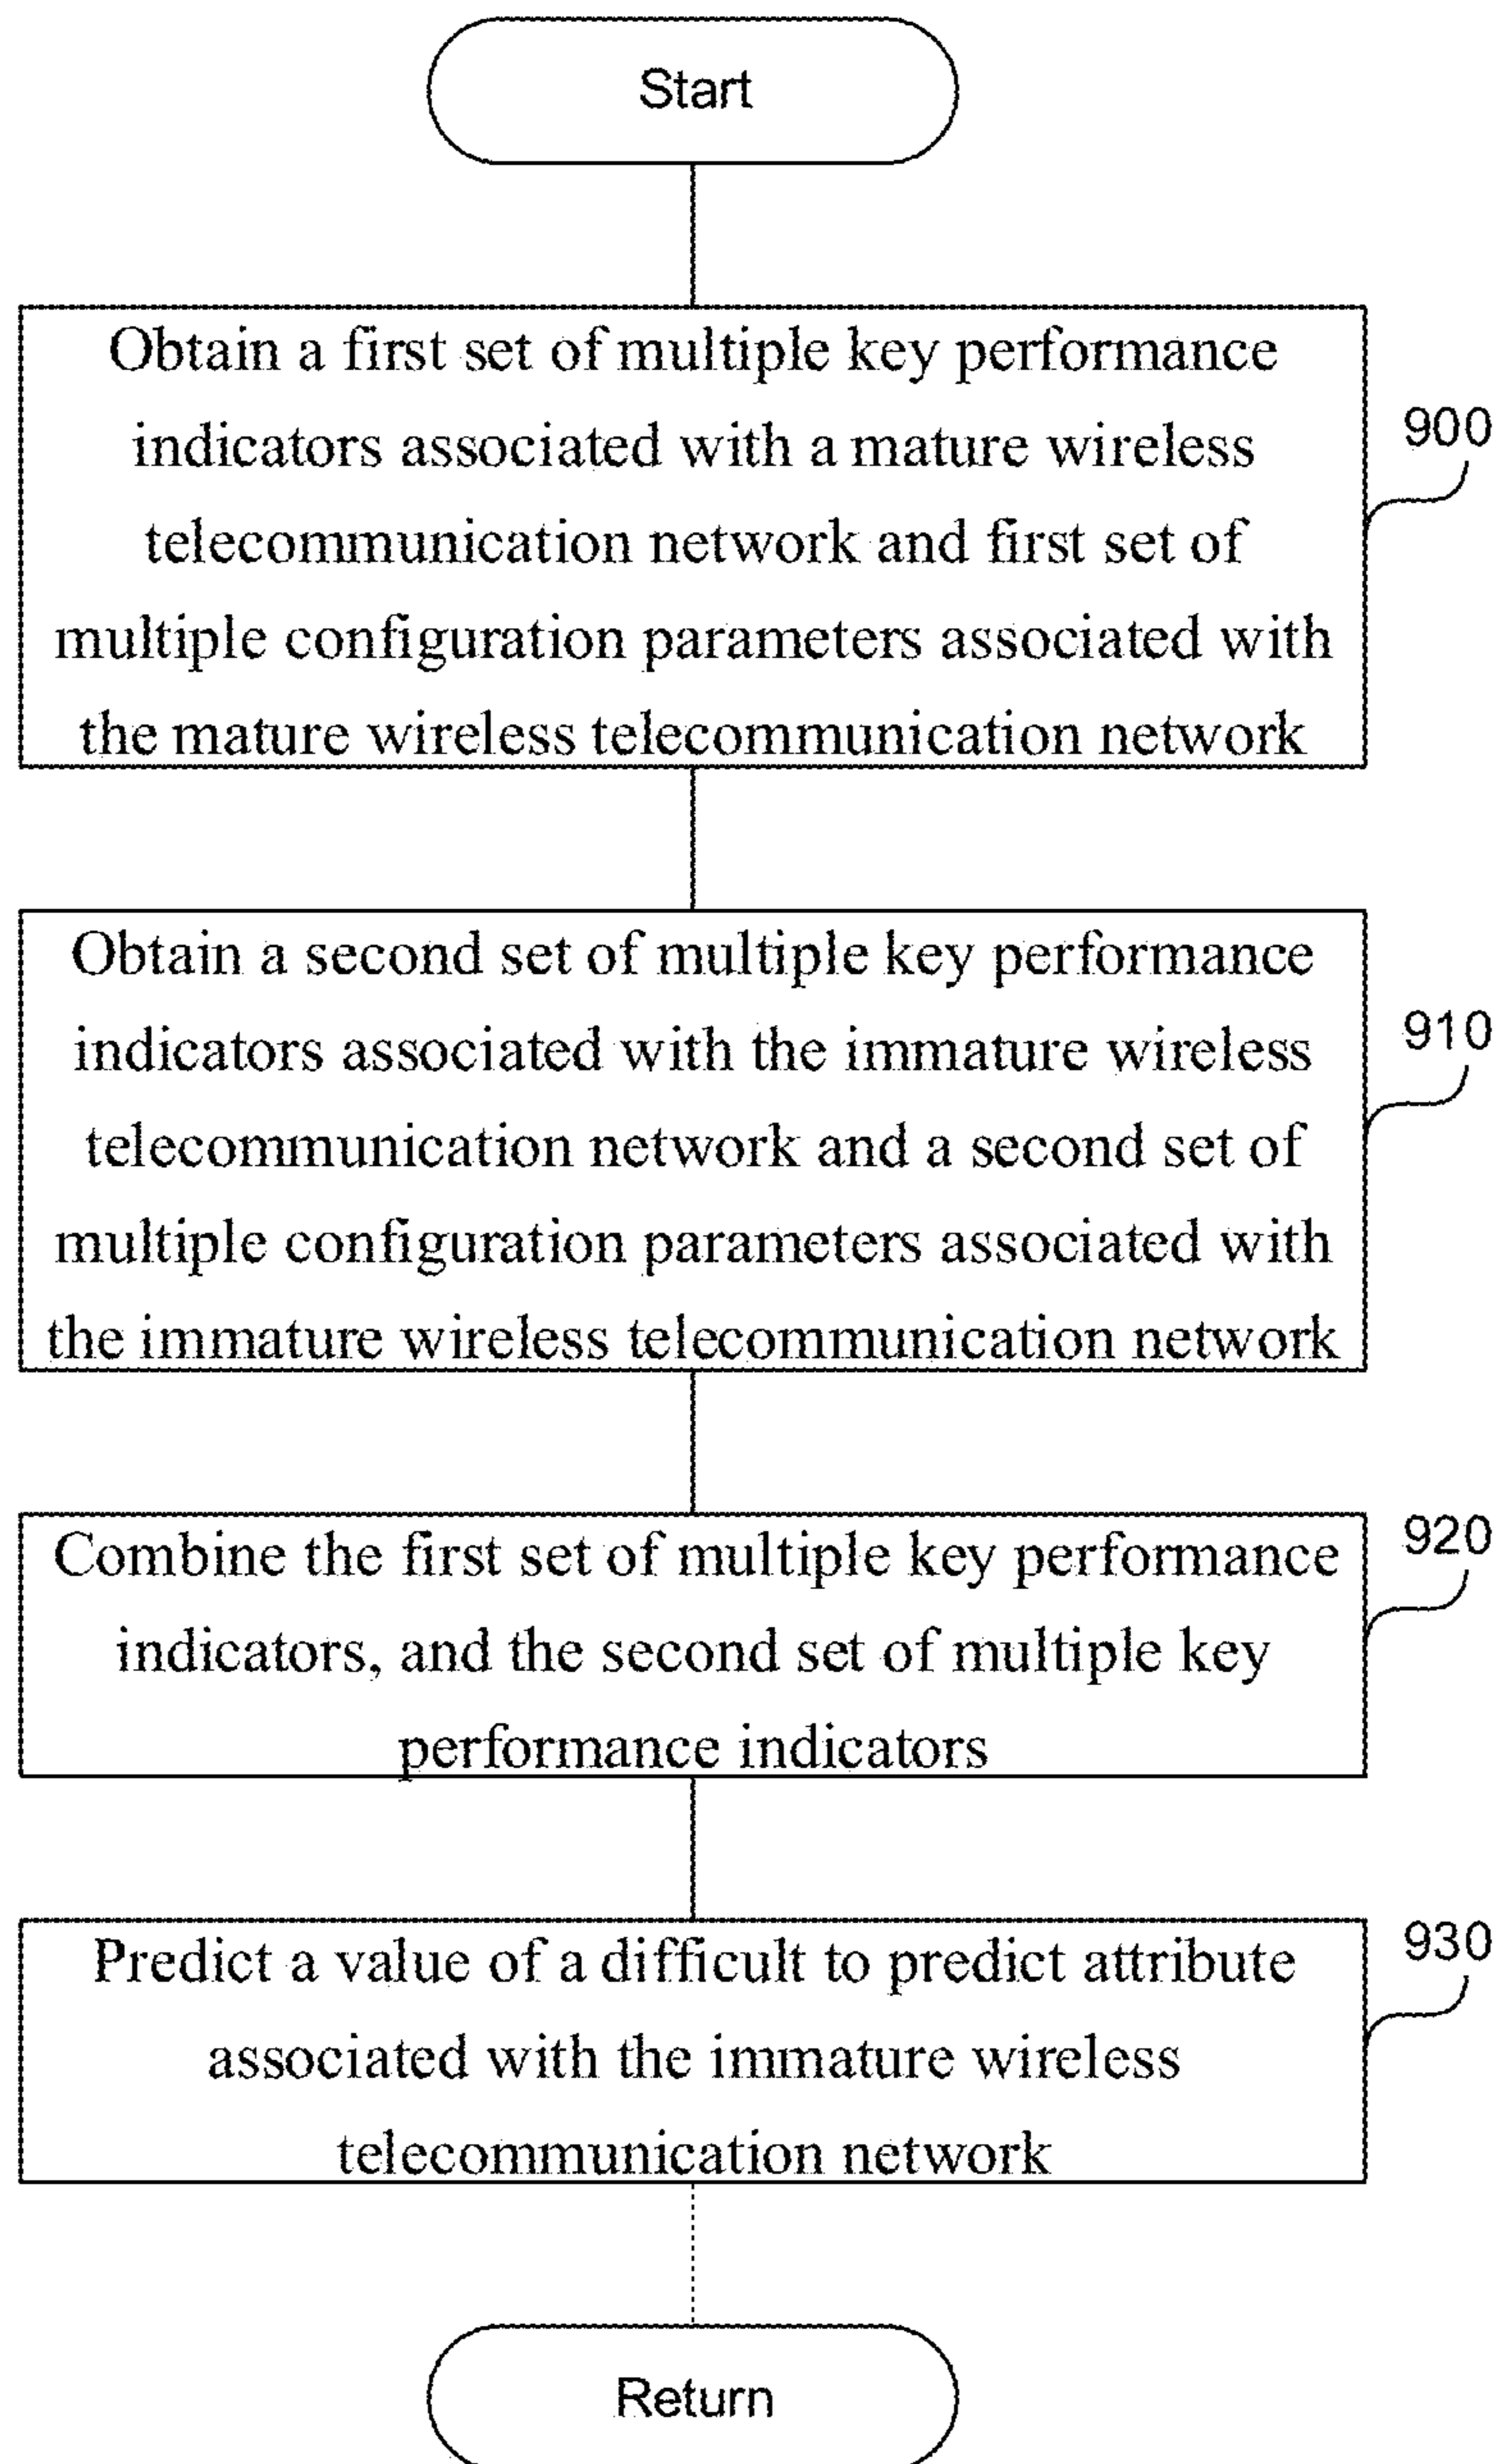 Start
Obtain a first set of multiple key performance
indicators associated with a mature wireless
telecommunication network and first set of
multiple configuration parameters associated with
the mature wireless telecommunication network
900
Obtain a second set of multiple key performance
indicators associated with the immature wireless
telecommunication network and a second set of
multiple configuration parameters associated with
the immature wireless telecommunication network
910
Combine the first set of multiple key performance
indicators, and the second set of multiple key
performance indicators
920
Predict a value of a difficult to predict attribute
associated with the immature wireless
telecommunication network
930
Return